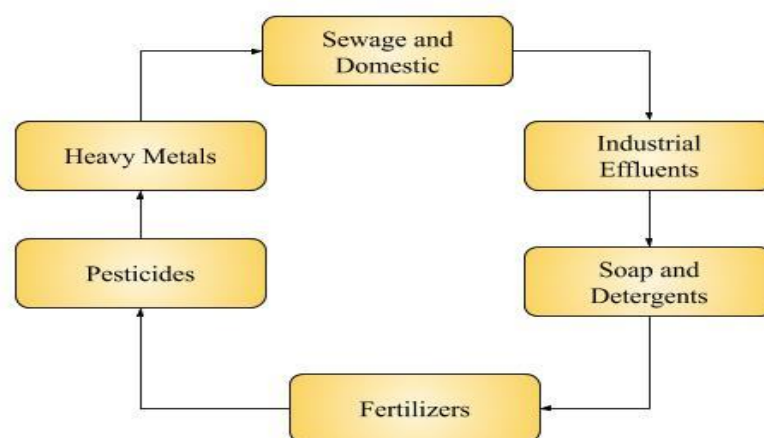 Sewage and
Domestic
Industrial
Effluents
Soap and
Detergents
Fertilizers
Pesticides
Heavy Metals